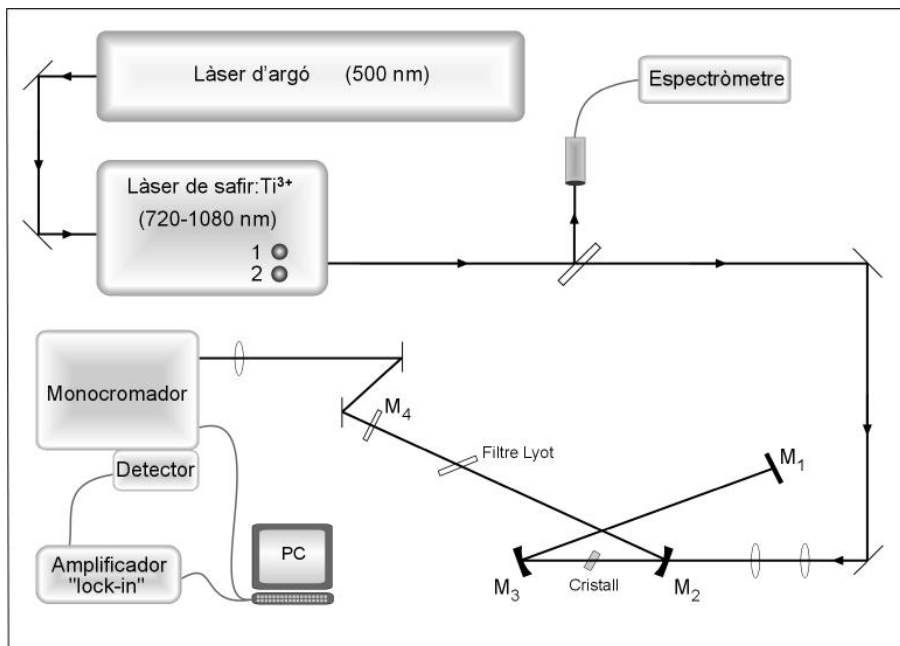 Làser d'argó (500 nm)
Espectròmetre
Làser de safir:Ti³⁺
(720-1080 nm)
1
2
Monocromador
M₄
Filtre Lyot
M₁
Detector
PC
Amplificador
"lock-in"
M₃
Cristall
M₂